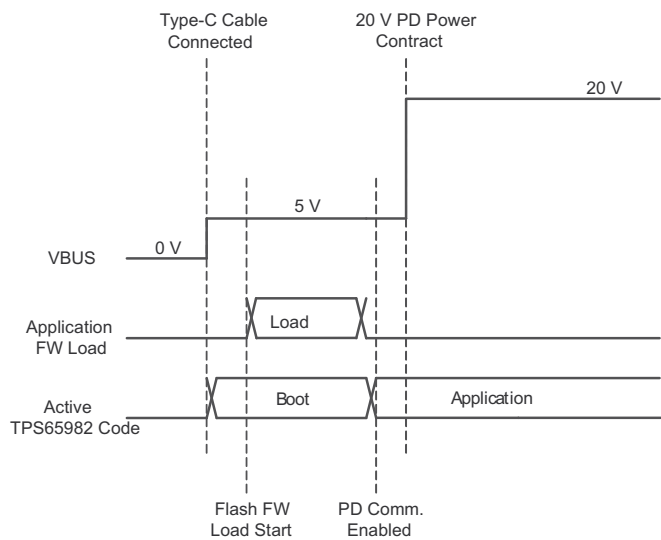 Type-C Cable
Connected
20 V PD Power
Contract
20 V
5 V
0 V
VBUS
Load
Application
FW Load
Boot
Application
Active
TPS65982 Code
Flash FW
Load Start
PD Comm.
Enabled